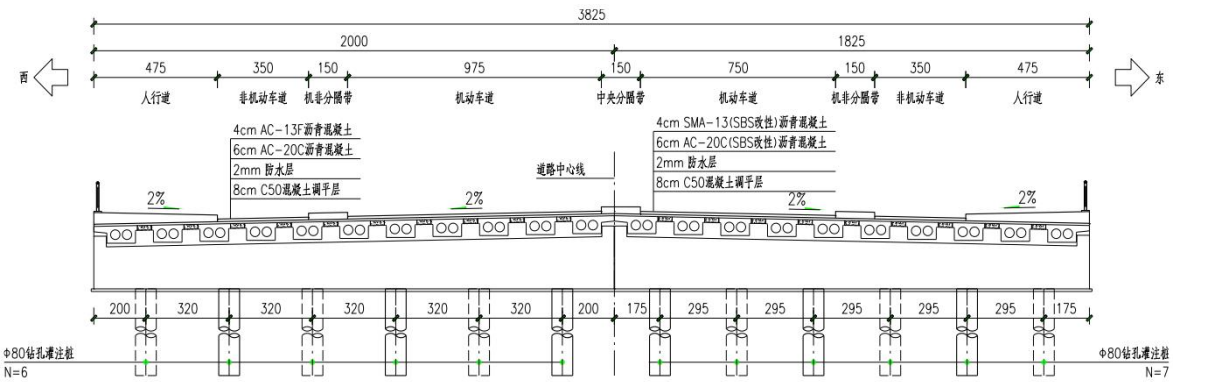 3825
2000 1825
475 350 150 975 150 750 150 350 475
西 东
人行道 非机动车道 机非分隔带 机动车道 中央分隔带 机动车道 机非分隔带 非机动车道 人行道
4cm AC-13F沥青混凝土
6cm AC-20C沥青混凝土
2mm 防水层
8cm C50混凝土调平层
道路中心线
4cm SMA-13(SBS改性)沥青混凝土
6cm AC-20C(SBS改性)沥青混凝土
2mm 防水层
8cm C50混凝土调平层
2% 2% 2% 2%
200 320 320 320 320 320 200 175 295 295 295 295 295 175
Φ80钻孔灌注桩
N=6
Φ80钻孔灌注桩
N=7